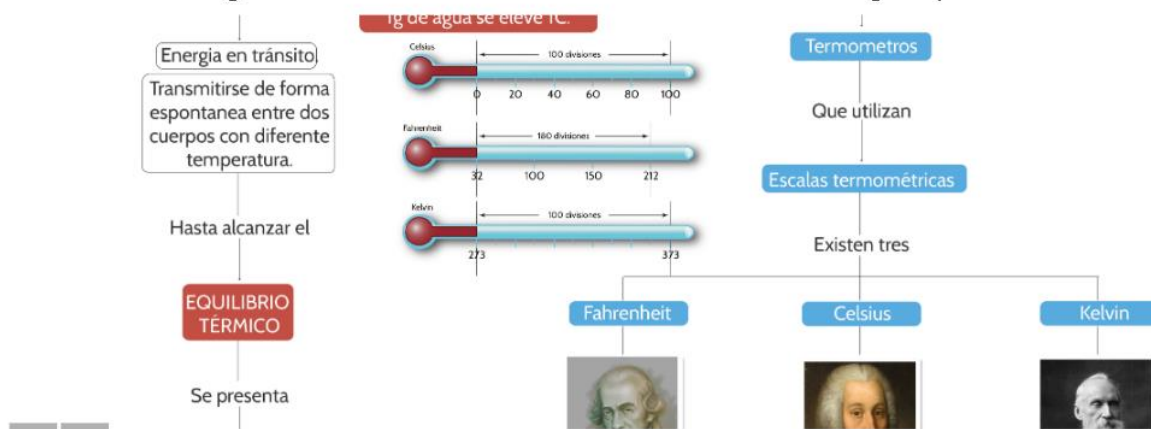 1g de agua se eleve 1C.
Energia en tránsito.
Transmitirse de forma
espontanea entre dos
cuerpos con diferente
temperatura.
Hasta alcanzar el
EQUILIBRIO
TÉRMICO
Se presenta
Celsius
100 divisiones
0 20 40 60 80 100
Fahrenheit
180 divisiones
32 100 150 212
Kelvin
100 divisiones
273 373
Termometros
Que utilizan
Escalas termométricas
Existen tres
Fahrenheit
Celsius
Kelvin